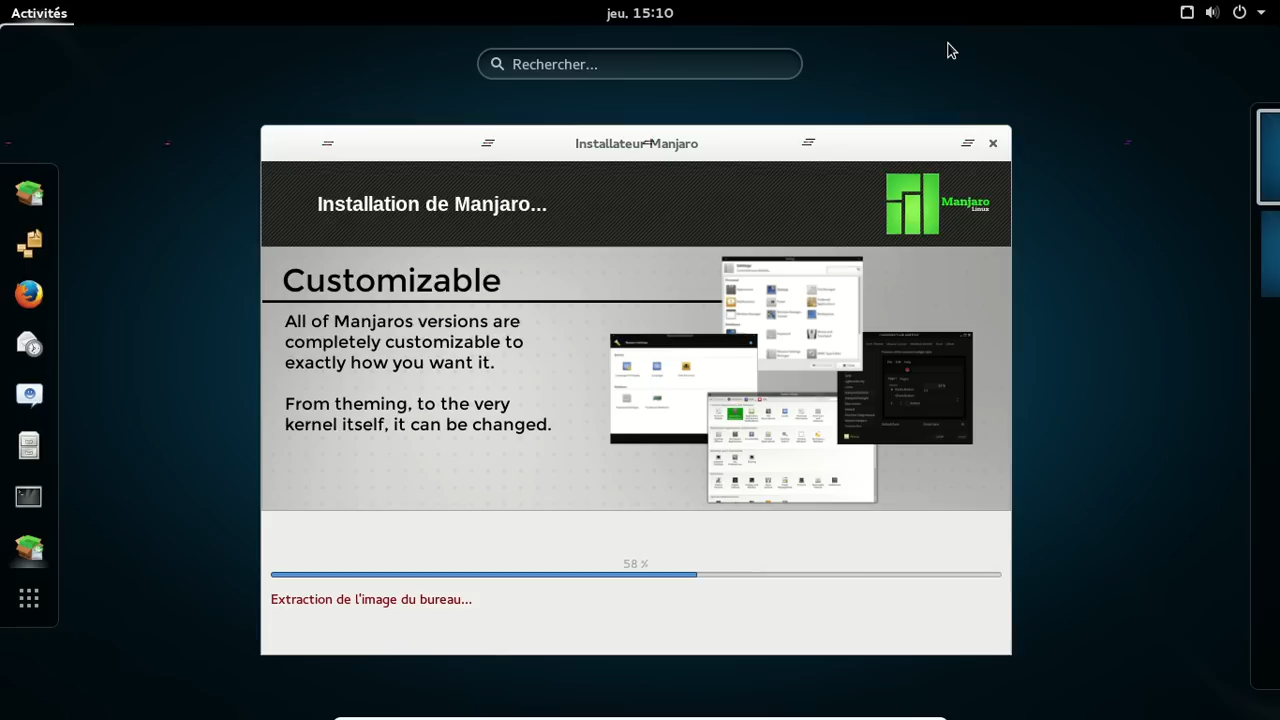 Activités
jeu. 15:10
Rechercher...
Installateur Manjaro
Installation de Manjaro...
Manjaro
Linux
Customizable
All of Manjaros versions are
completely customizable to
exactly how you want it.
From theming, to the very
kernel itself, it can be changed.
58 %
Extraction de l'image du bureau...